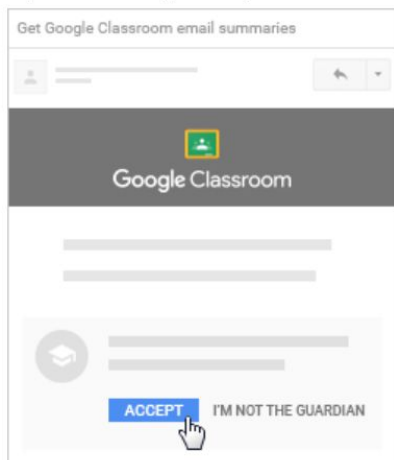 Get Google Classroom email summaries
Google Classroom
ACCEPT I'M NOT THE GUARDIAN